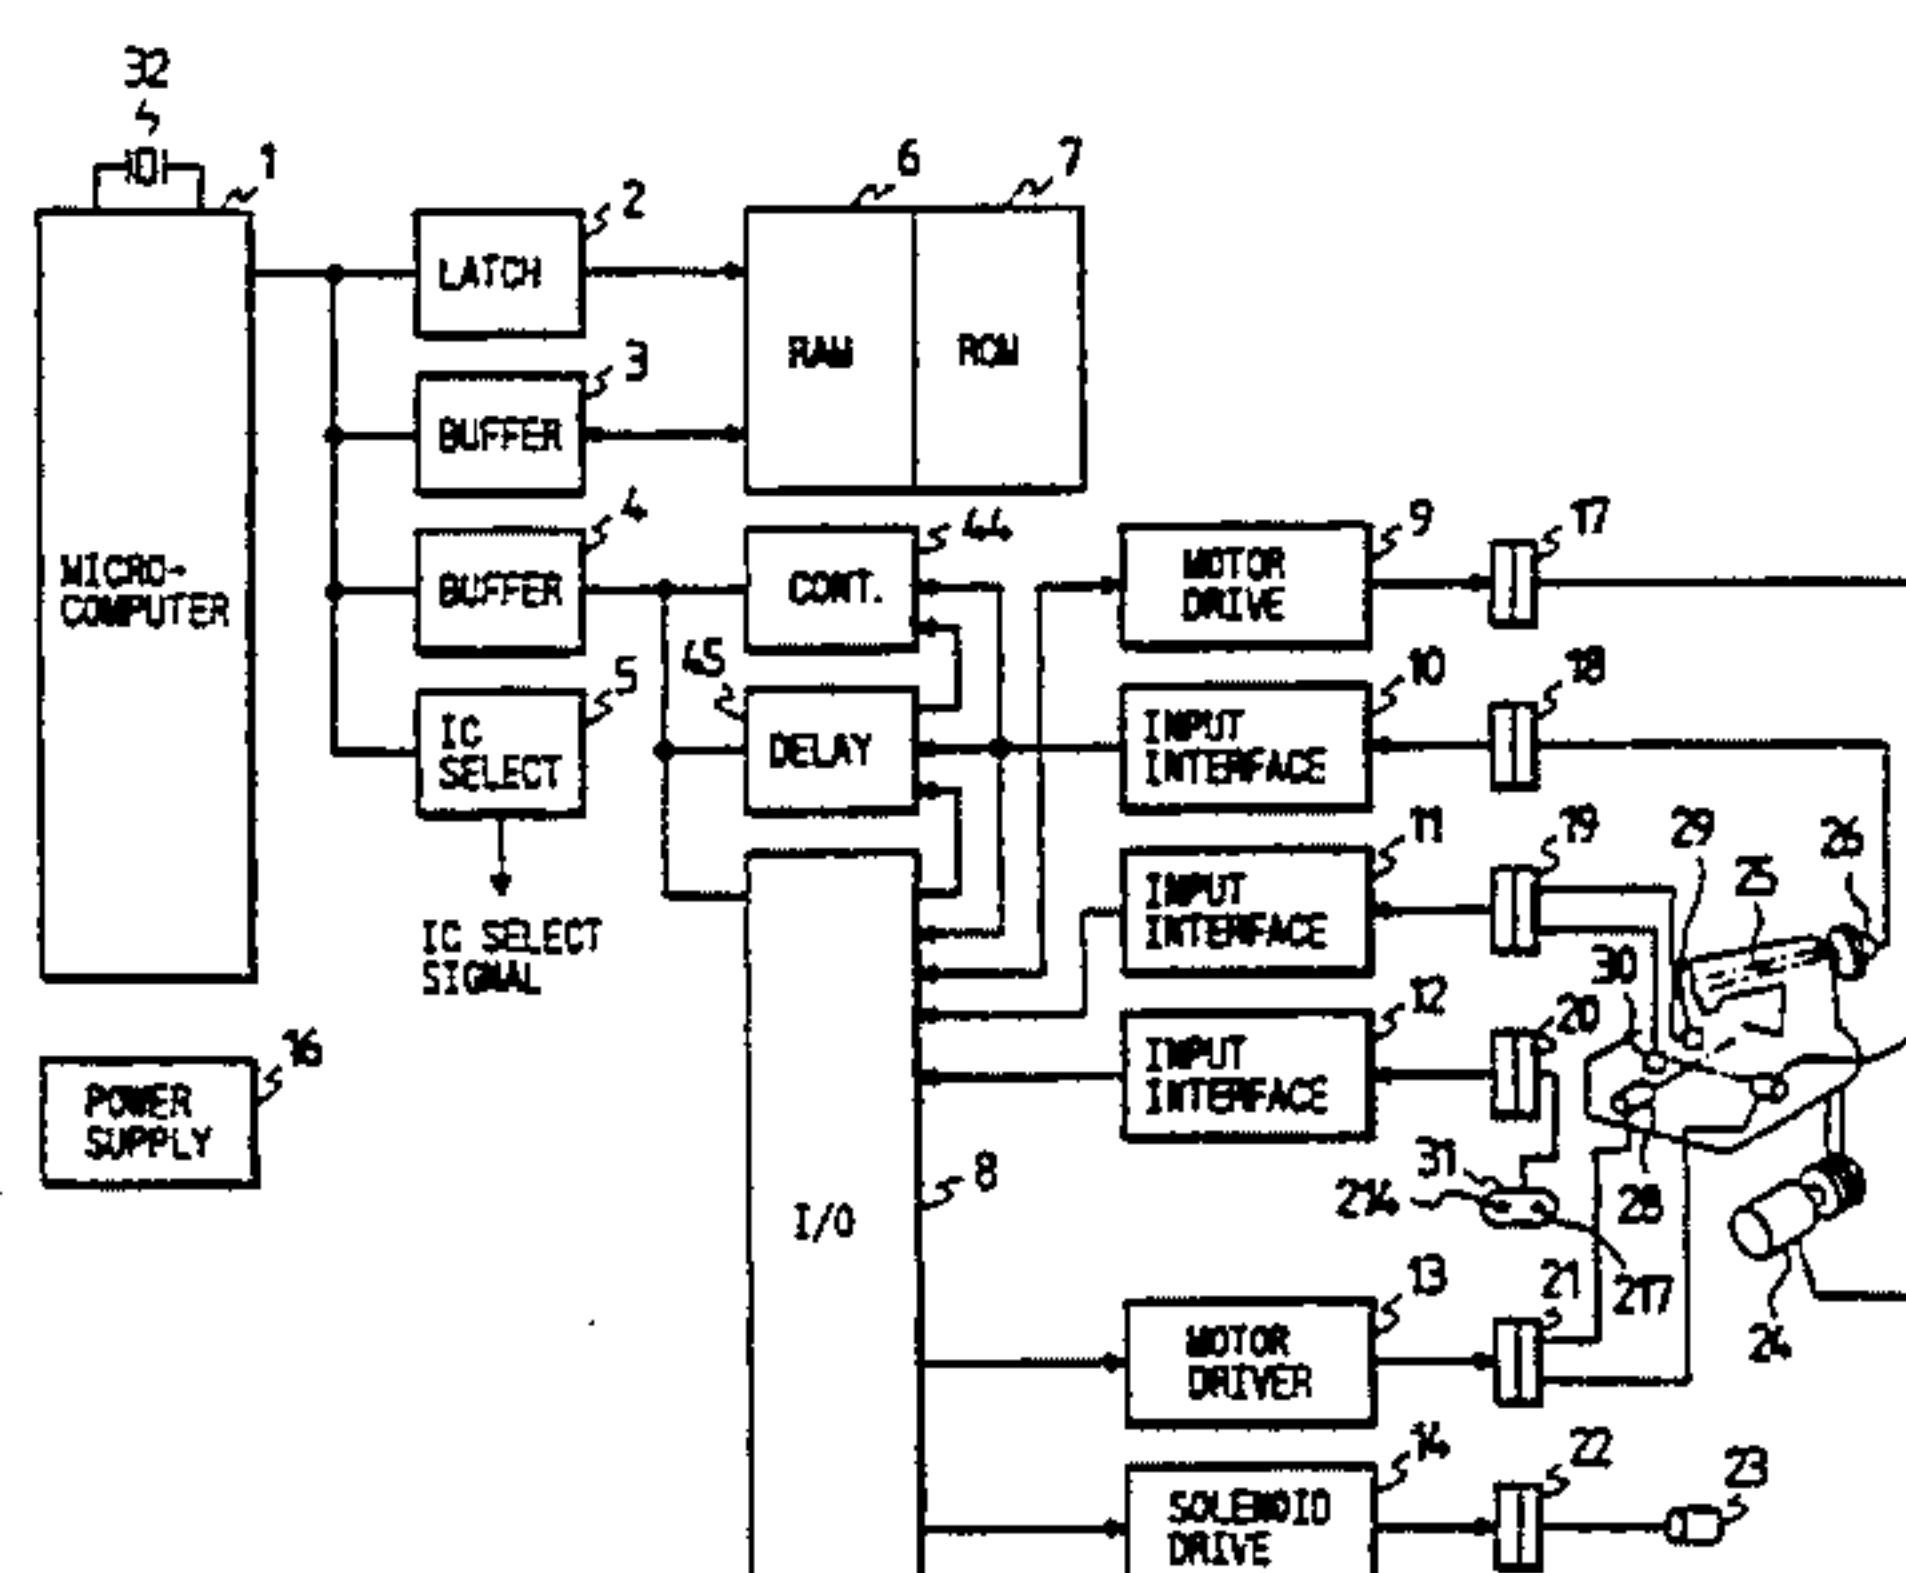 32
1
2
6
7
LATCH
3
RAM
ROM
BUFFER
4
44
9
17
MICRO-
COMPUTER
BUFFER
CONT.
MOTOR
DRIVE
5
45
10
18
IC
SELECT
DELAY
INPUT
INTERFACE
11
19
29
25
26
IC SELECT
SIGNAL
INPUT
INTERFACE
30
16
12
20
POWER
SUPPLY
INPUT
INTERFACE
8
31
214
28
I/O
13
21
217
24
MOTOR
DRIVER
14
22
23
SOLENOID
DRIVE